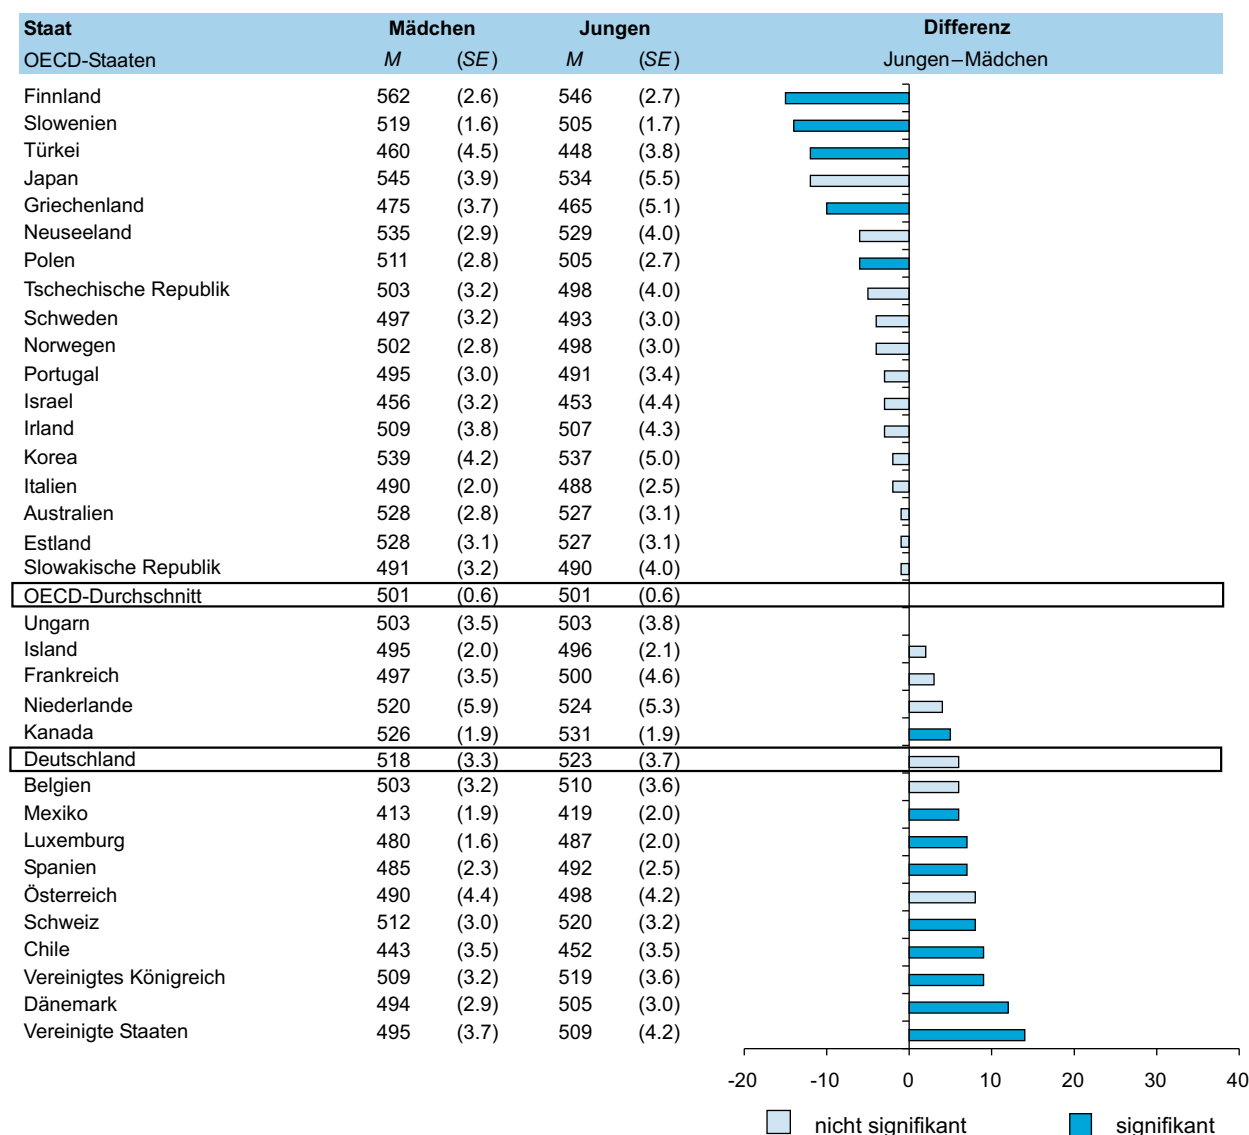 Staat Mädchen Jungen Differenz
OECD-Staaten M (SE) M (SE) Jungen–Mädchen
Finnland 562 (2.6) 546 (2.7)
Slowenien 519 (1.6) 505 (1.7)
Türkei 460 (4.5) 448 (3.8)
Japan 545 (3.9) 534 (5.5)
Griechenland 475 (3.7) 465 (5.1)
Neuseeland 535 (2.9) 529 (4.0)
Polen 511 (2.8) 505 (2.7)
Tschechische Republik 503 (3.2) 498 (4.0)
Schweden 497 (3.2) 493 (3.0)
Norwegen 502 (2.8) 498 (3.0)
Portugal 495 (3.0) 491 (3.4)
Israel 456 (3.2) 453 (4.4)
Irland 509 (3.8) 507 (4.3)
Korea 539 (4.2) 537 (5.0)
Italien 490 (2.0) 488 (2.5)
Australien 528 (2.8) 527 (3.1)
Estland 528 (3.1) 527 (3.1)
Slowakische Republik 491 (3.2) 490 (4.0)
OECD-Durchschnitt 501 (0.6) 501 (0.6)
Ungarn 503 (3.5) 503 (3.8)
Island 495 (2.0) 496 (2.1)
Frankreich 497 (3.5) 500 (4.6)
Niederlande 520 (5.9) 524 (5.3)
Kanada 526 (1.9) 531 (1.9)
Deutschland 518 (3.3) 523 (3.7)
Belgien 503 (3.2) 510 (3.6)
Mexiko 413 (1.9) 419 (2.0)
Luxemburg 480 (1.6) 487 (2.0)
Spanien 485 (2.3) 492 (2.5)
Österreich 490 (4.4) 498 (4.2)
Schweiz 512 (3.0) 520 (3.2)
Chile 443 (3.5) 452 (3.5)
Vereinigtes Königreich 509 (3.2) 519 (3.6)
Dänemark 494 (2.9) 505 (3.0)
Vereinigte Staaten 495 (3.7) 509 (4.2)
-20 -10 0 10 20 30 40
nicht signifikant signifikant